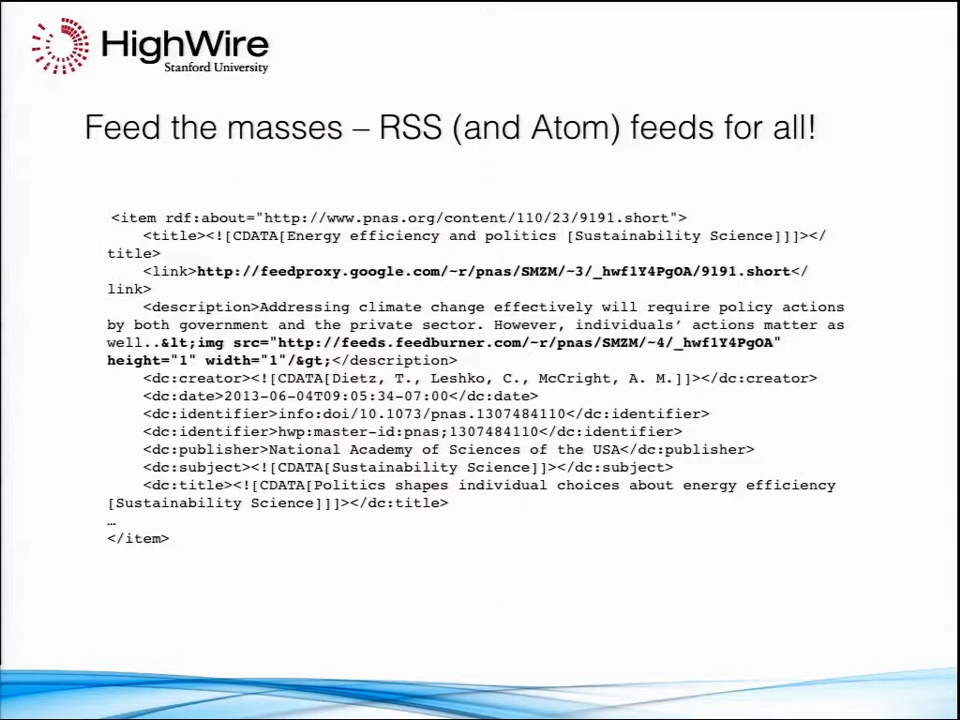 HighWire
Stanford University
Feed the masses – RSS (and Atom) feeds for all!
<item rdf:about="http://www.pnas.org/content/110/23/9191.short">
<title><![CDATA[Energy efficiency and politics [Sustainability Science]]]></
title>
<link>http://feedproxy.google.com/~r/pnas/SMZM/~3/_hwf1Y4PgOA/9191.short</
link>
<description>Addressing climate change effectively will require policy actions
by both government and the private sector. However, individuals’ actions matter as
well..&lt;img src="http://feeds.feedburner.com/~r/pnas/SMZM/~4/_hwf1Y4PgOA"
height="1" width="1"/&gt;</description>
<dc:creator><![CDATA[Dietz, T., Leshko, C., McCright, A. M.]]></dc:creator>
<dc:date>2013-06-04T09:05:34-07:00</dc:date>
<dc:identifier>info:doi/10.1073/pnas.1307484110</dc:identifier>
<dc:identifier>hwp:master-id:pnas;1307484110</dc:identifier>
<dc:publisher>National Academy of Sciences of the USA</dc:publisher>
<dc:subject><![CDATA[Sustainability Science]]></dc:subject>
<dc:title><![CDATA[Politics shapes individual choices about energy efficiency
[Sustainability Science]]]></dc:title>
…
</item>